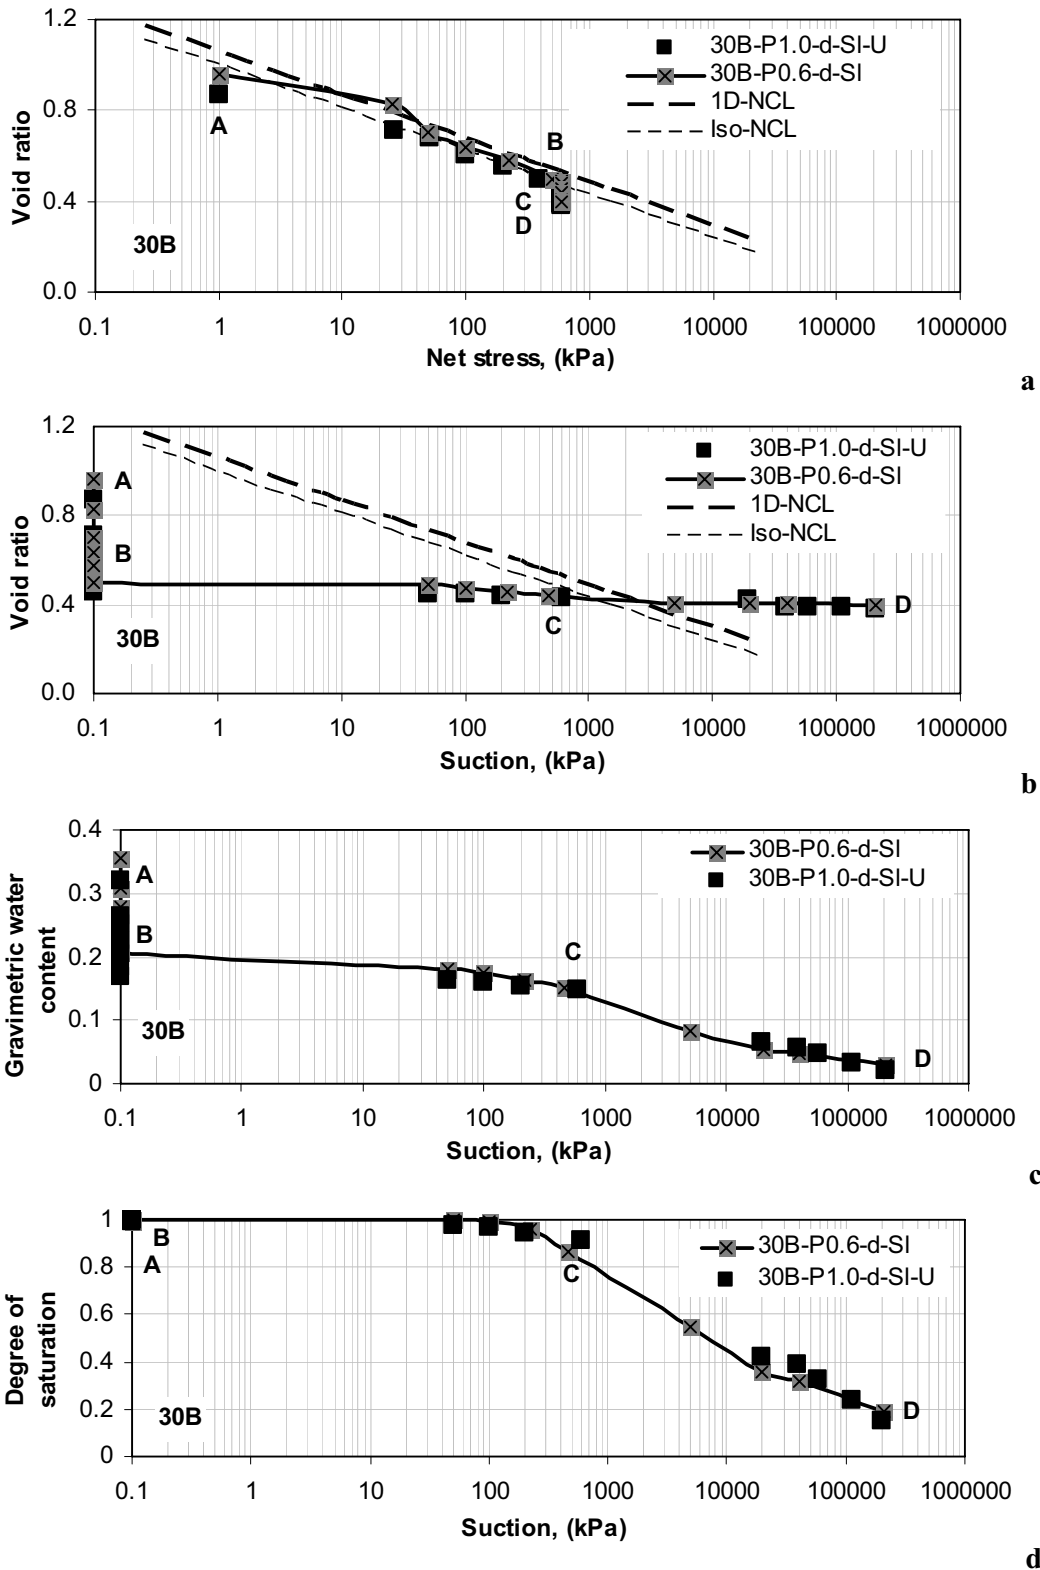 1.2
0.8
0.4
0.0
Void ratio
30B-P1.0-d-SI-U
30B-P0.6-d-SI
1D-NCL
Iso-NCL
A
B
C
D
30B
0.1
1
10
100
1000
10000
100000
1000000
Net stress, (kPa)
a
1.2
0.8
0.4
0.0
Void ratio
30B-P1.0-d-SI-U
30B-P0.6-d-SI
1D-NCL
Iso-NCL
A
B
C
D
30B
0.1
1
10
100
1000
10000
100000
1000000
Suction, (kPa)
b
0.4
0.3
0.2
0.1
0
Gravimetric water
content
30B-P0.6-d-SI
30B-P1.0-d-SI-U
A
B
C
D
30B
0.1
1
10
100
1000
10000
100000
1000000
Suction, (kPa)
c
1
0.8
0.6
0.4
0.2
0
Degree of
saturation
30B-P0.6-d-SI
30B-P1.0-d-SI-U
B
A
C
D
30B
0.1
1
10
100
1000
10000
100000
1000000
Suction, (kPa)
d